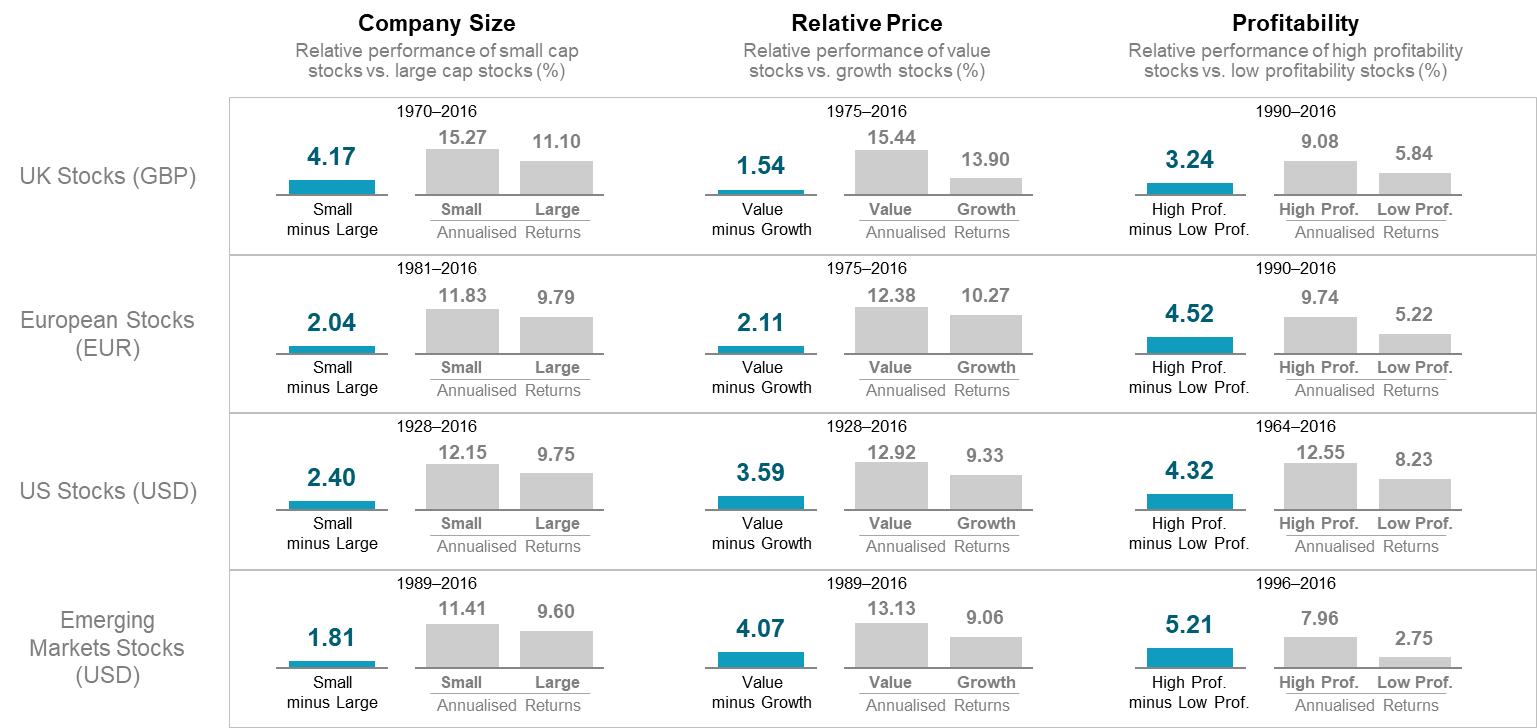 Company Size
Relative performance of small cap
stocks vs. large cap stocks (%)
Relative Price
Relative performance of value
stocks vs. growth stocks (%)
Profitability
Relative performance of high profitability
stocks vs. low profitability stocks (%)
UK Stocks (GBP)
1970–2016
4.17
15.27
11.10
Small
minus Large
Small
Large
Annualised Returns
1975–2016
1.54
15.44
13.90
Value
minus Growth
Value
Growth
Annualised Returns
1990–2016
3.24
9.08
5.84
High Prof.
minus Low Prof.
High Prof.
Low Prof.
Annualised Returns
European Stocks
(EUR)
1981–2016
2.04
11.83
9.79
Small
minus Large
Small
Large
Annualised Returns
1975–2016
2.11
12.38
10.27
Value
minus Growth
Value
Growth
Annualised Returns
1990–2016
4.52
9.74
5.22
High Prof.
minus Low Prof.
High Prof.
Low Prof.
Annualised Returns
US Stocks (USD)
1928–2016
2.40
12.15
9.75
Small
minus Large
Small
Large
Annualised Returns
1928–2016
3.59
12.92
9.33
Value
minus Growth
Value
Growth
Annualised Returns
1964–2016
4.32
12.55
8.23
High Prof.
minus Low Prof.
High Prof.
Low Prof.
Annualised Returns
Emerging
Markets Stocks
(USD)
1989–2016
1.81
11.41
9.60
Small
minus Large
Small
Large
Annualised Returns
1989–2016
4.07
13.13
9.06
Value
minus Growth
Value
Growth
Annualised Returns
1996–2016
5.21
7.96
2.75
High Prof.
minus Low Prof.
High Prof.
Low Prof.
Annualised Returns